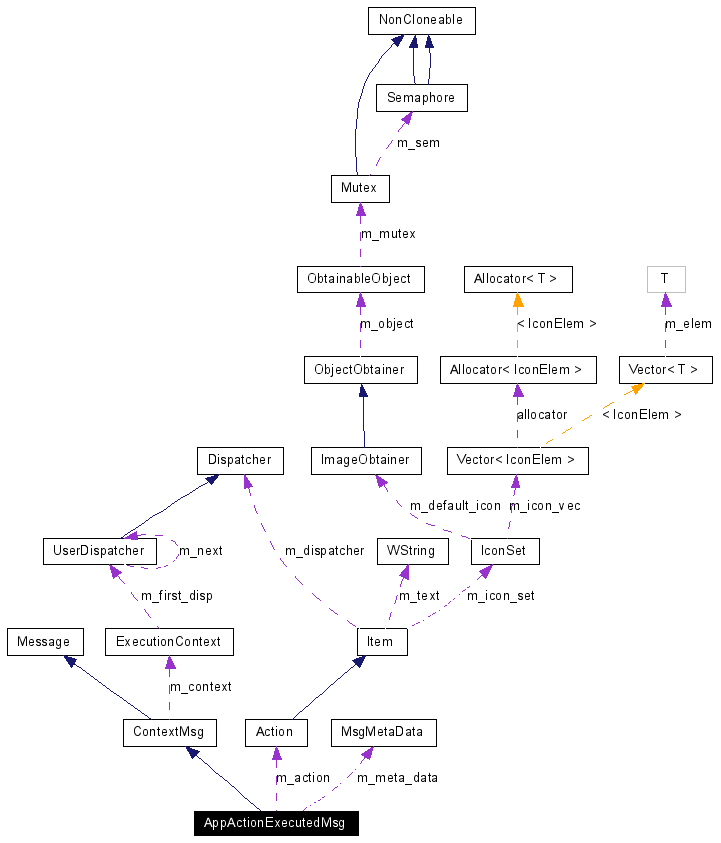 NonCloneable
Semaphore
m_sem
Mutex
m_mutex
ObtainableObject
Allocator< T >
T
m_object
< IconElem >
m_elem
ObjectObtainer
Allocator< IconElem >
Vector< T >
allocator
< IconElem >
Dispatcher
ImageObtainer
Vector< IconElem >
m_default_icon
m_icon_vec
UserDispatcher
m_next
m_dispatcher
WString
IconSet
m_first_disp
m_text
m_icon_set
Message
ExecutionContext
Item
m_context
ContextMsg
Action
MsgMetaData
m_action
m_meta_data
AppActionExecutedMsg